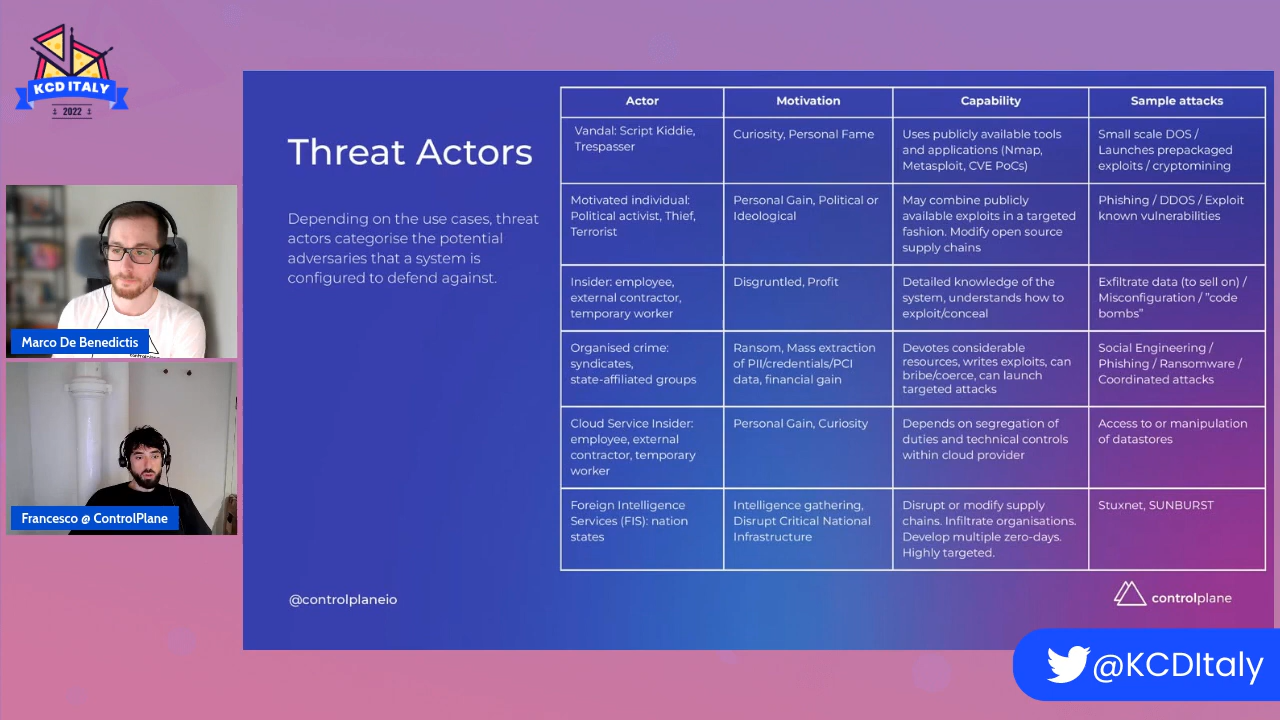 KCD ITALY
2022
Marco De Benedictis
Francesco @ ControlPlane
Threat Actors
Depending on the use cases, threat
actors categorise the potential
adversaries that a system is
configured to defend against.
Actor
Motivation
Capability
Sample attacks
Vandal: Script Kiddie,
Trespasser
Curiosity, Personal Fame
Uses publicly available tools
and applications (Nmap,
Metasploit, CVE PoCs)
Small scale DOS /
Launches prepackaged
exploits / cryptomining
Motivated individual:
Political activist, Thief,
Terrorist
Personal Gain, Political or
Ideological
May combine publicly
available exploits in a targeted
fashion. Modify open source
supply chains
Phishing / DDOS / Exploit
known vulnerabilities
Insider: employee,
external contractor,
temporary worker
Disgruntled, Profit
Detailed knowledge of the
system, understands how to
exploit/conceal
Exfiltrate data (to sell on) /
Misconfiguration / "code
bombs"
Organised crime:
syndicates,
state-affiliated groups
Ransom, Mass extraction
of PII/credentials/PCI
data, financial gain
Devotes considerable
resources, writes exploits, can
bribe/coerce, can launch
targeted attacks
Social Engineering /
Phishing / Ransomware /
Coordinated attacks
Cloud Service Insider:
employee, external
contractor, temporary
worker
Personal Gain, Curiosity
Depends on segregation of
duties and technical controls
within cloud provider
Access to or manipulation
of datastores
Foreign Intelligence
Services (FIS): nation
states
Intelligence gathering,
Disrupt Critical National
Infrastructure
Disrupt or modify supply
chains. Infiltrate organisations.
Develop multiple zero-days.
Highly targeted.
Stuxnet, SUNBURST
@controlplaneio
controlplane
@KCDItaly